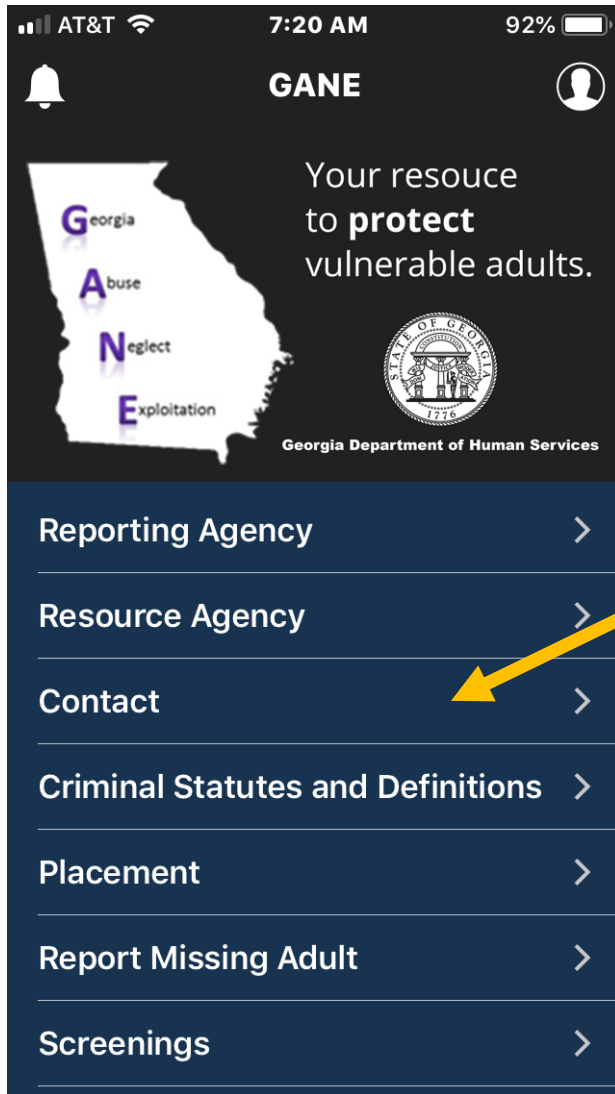 AT&T 7:20 AM 92%
GANE
Your resouce
to protect
vulnerable adults.
Georgia
Abuse
Neglect
Exploitation
STATE OF GEORGIA
CONSTITUTION
1776
Georgia Department of Human Services
Reporting Agency
Resource Agency
Contact
Criminal Statutes and Definitions
Placement
Report Missing Adult
Screenings